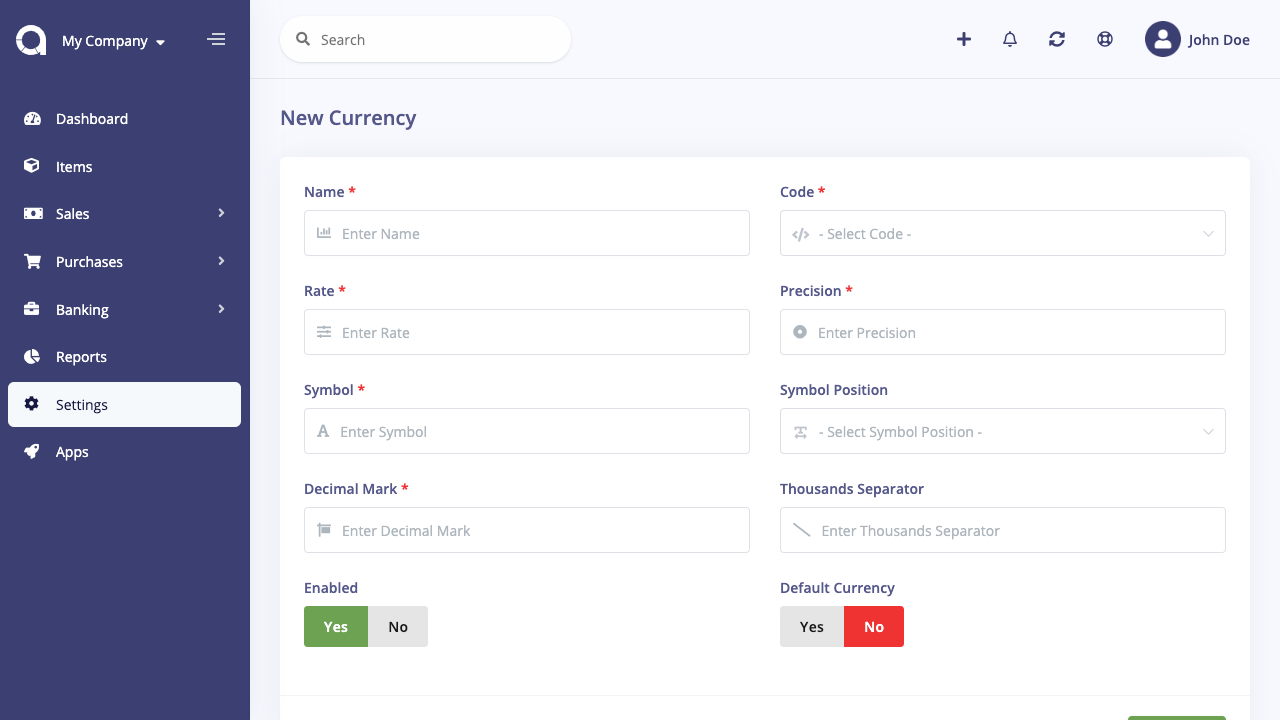 My Company
Search
John Doe
Dashboard
Items
Sales
Purchases
Banking
Reports
Settings
Apps
New Currency
Name *
Enter Name
Code *
- Select Code -
Rate *
Enter Rate
Precision *
Enter Precision
Symbol *
Enter Symbol
Symbol Position
- Select Symbol Position -
Decimal Mark *
Enter Decimal Mark
Thousands Separator
Enter Thousands Separator
Enabled
Yes No
Default Currency
Yes No